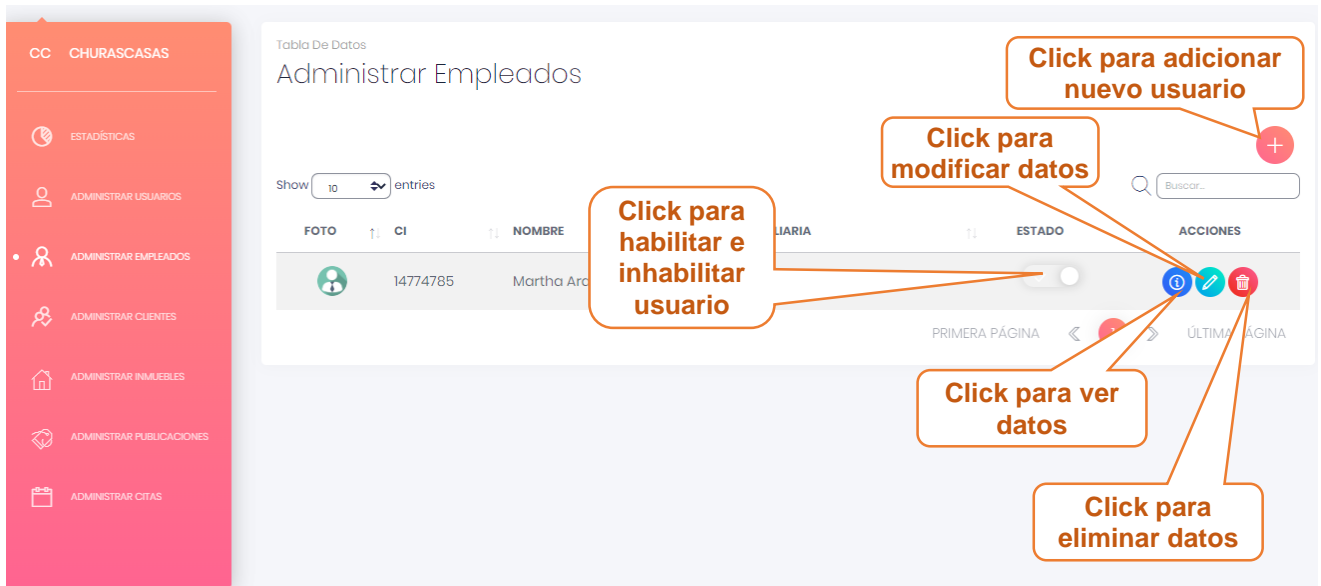 CC CHURASCASAS
ESTADÍSTICAS
ADMINISTRAR USUARIOS
ADMINISTRAR EMPLEADOS
ADMINISTRAR CLIENTES
ADMINISTRAR INMUEBLES
ADMINISTRAR PUBLICACIONES
ADMINISTRAR CITAS
Tabla De Datos
Administrar Empleados
Click para adicionar
nuevo usuario
Click para
modificar datos
Show 10 entries
Buscar...
Click para
habilitar e
inhabilitar
usuario
FOTO CI NOMBRE LIARIA ESTADO ACCIONES
14774785 Martha Ara
PRIMERA PÁGINA ÚLTIMA PÁGINA
Click para ver
datos
Click para
eliminar datos